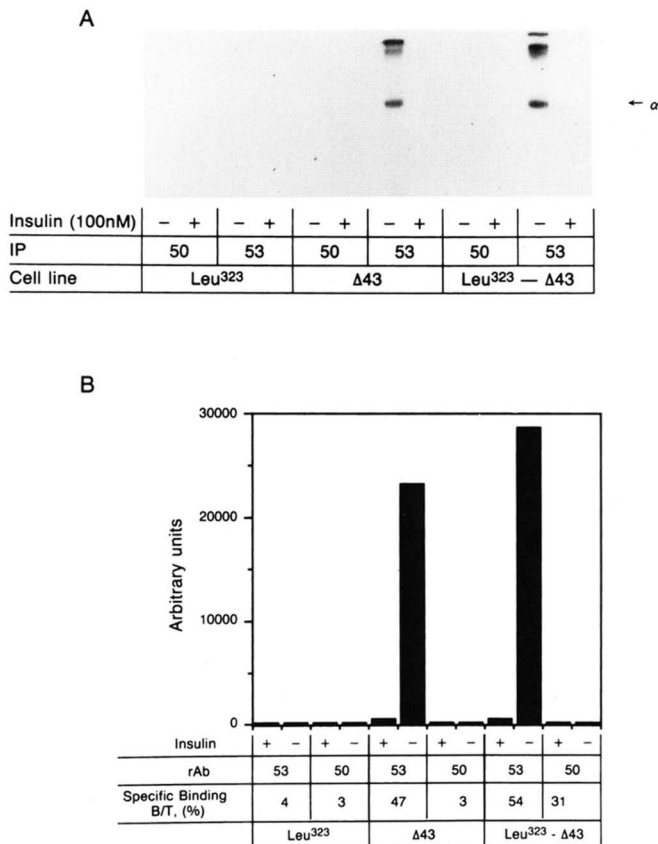 A
← α
Insulin (100nM) − + − + − + − + − + − +
IP 50 53 50 53 50 53
Cell line Leu³²³ Δ43 Leu³²³ — Δ43
B
30000
20000
10000
0
Arbitrary units
Insulin + − + − + − + − + − + −
rAb 53 50 53 50 53 50
Specific Binding
B/T, (%) 4 3 47 3 54 31
Leu³²³ Δ43 Leu³²³ - Δ43